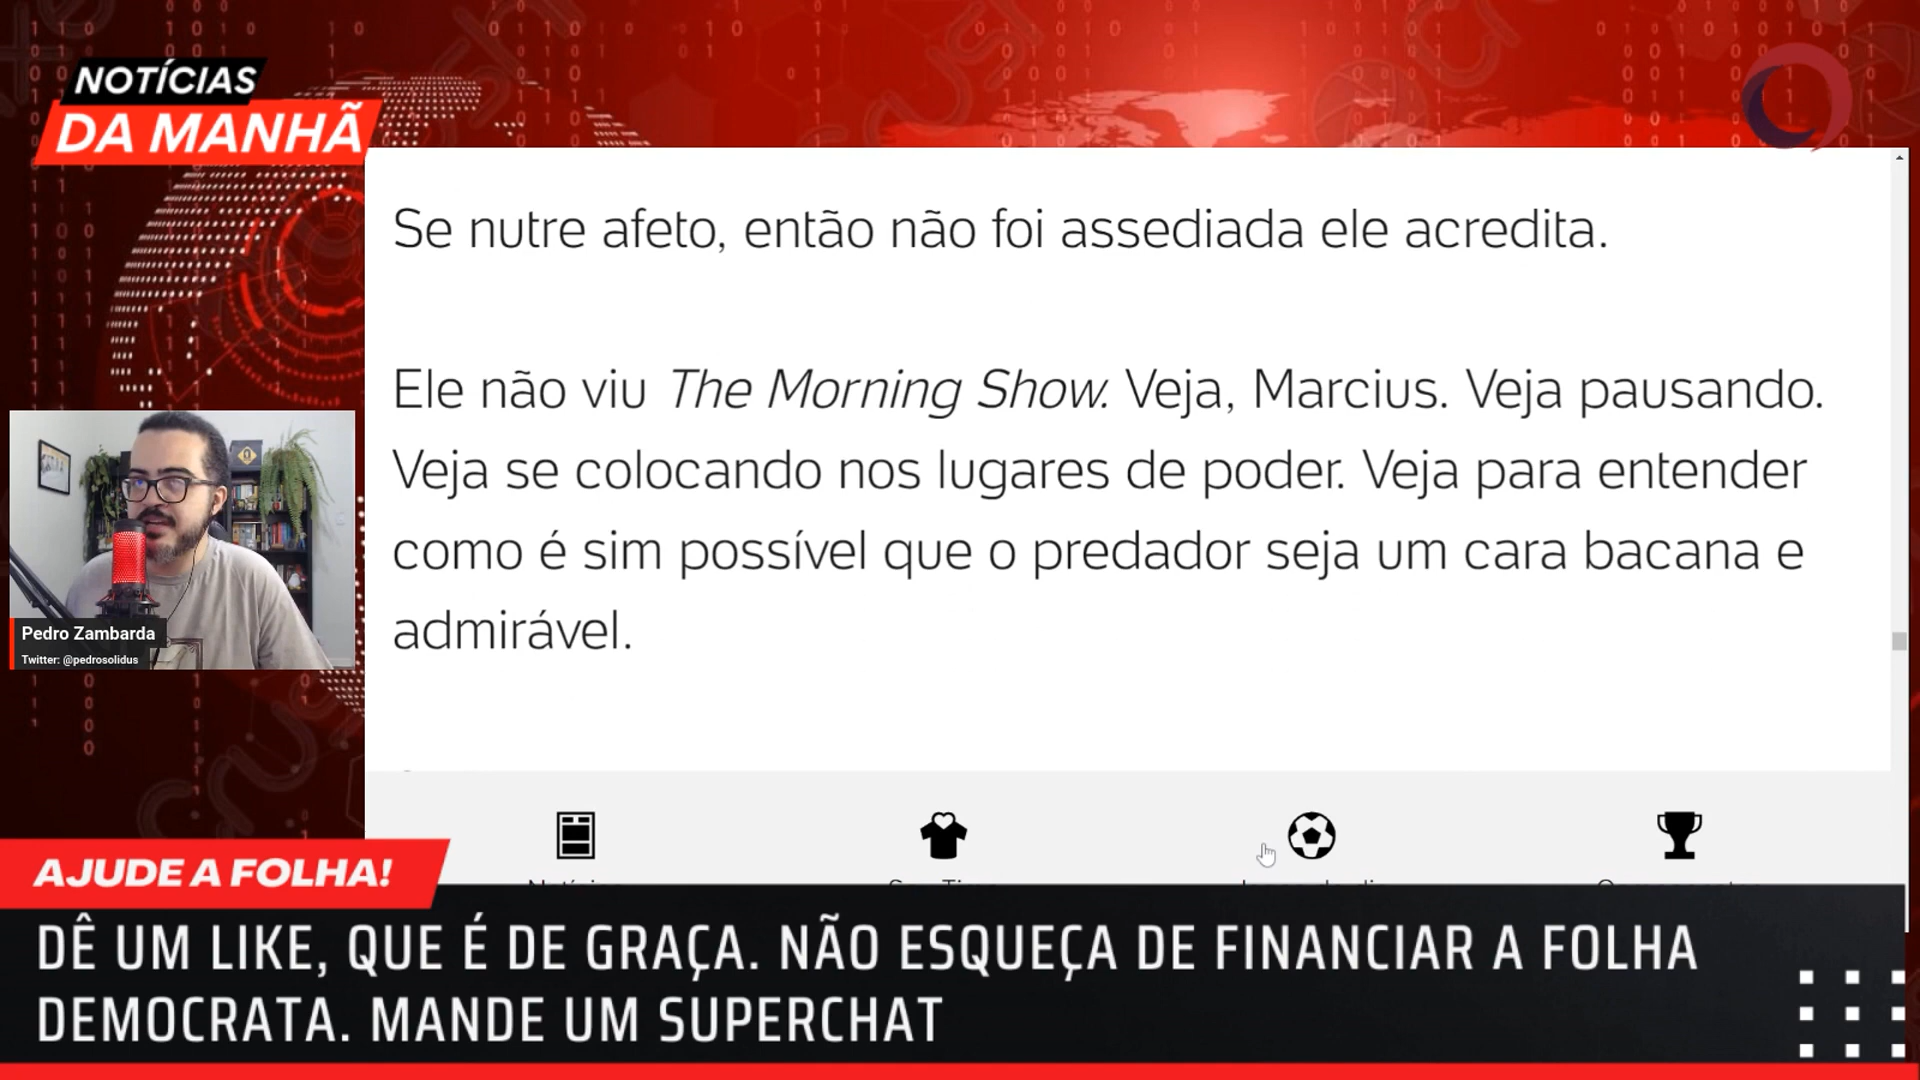 NOTÍCIAS
DA MANHÃ
Se nutre afeto, então não foi assediada ele acredita.
Ele não viu The Morning Show. Veja, Marcius. Veja pausando.
Veja se colocando nos lugares de poder. Veja para entender
como é sim possível que o predador seja um cara bacana e
admirável.
Pedro Zambarda
Twitter: @pedrosolidus
AJUDE A FOLHA!
DÊ UM LIKE, QUE É DE GRAÇA. NÃO ESQUEÇA DE FINANCIAR A FOLHA
DEMOCRATA. MANDE UM SUPERCHAT